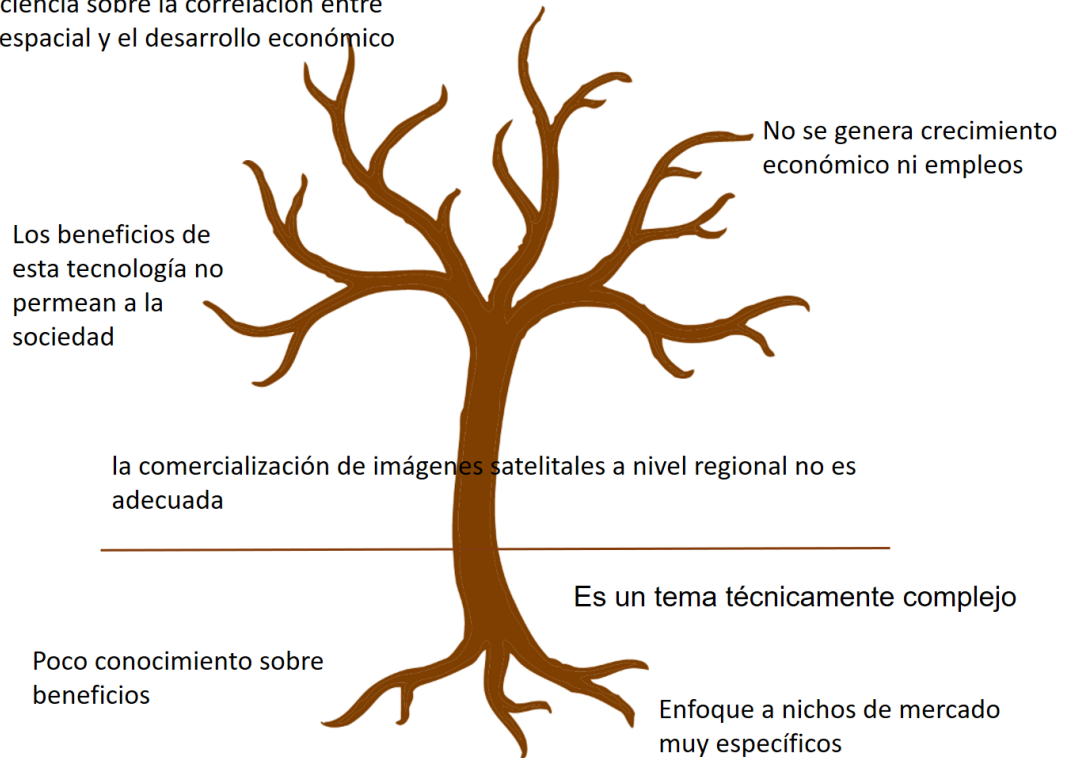 ciencia sobre la correlación entre
espacial y el desarrollo económico
No se genera crecimiento
económico ni empleos
Los beneficios de
esta tecnología no
permean a la
sociedad
la comercialización de imágenes satelitales a nivel regional no es
adecuada
Es un tema técnicamente complejo
Poco conocimiento sobre
beneficios
Enfoque a nichos de mercado
muy específicos